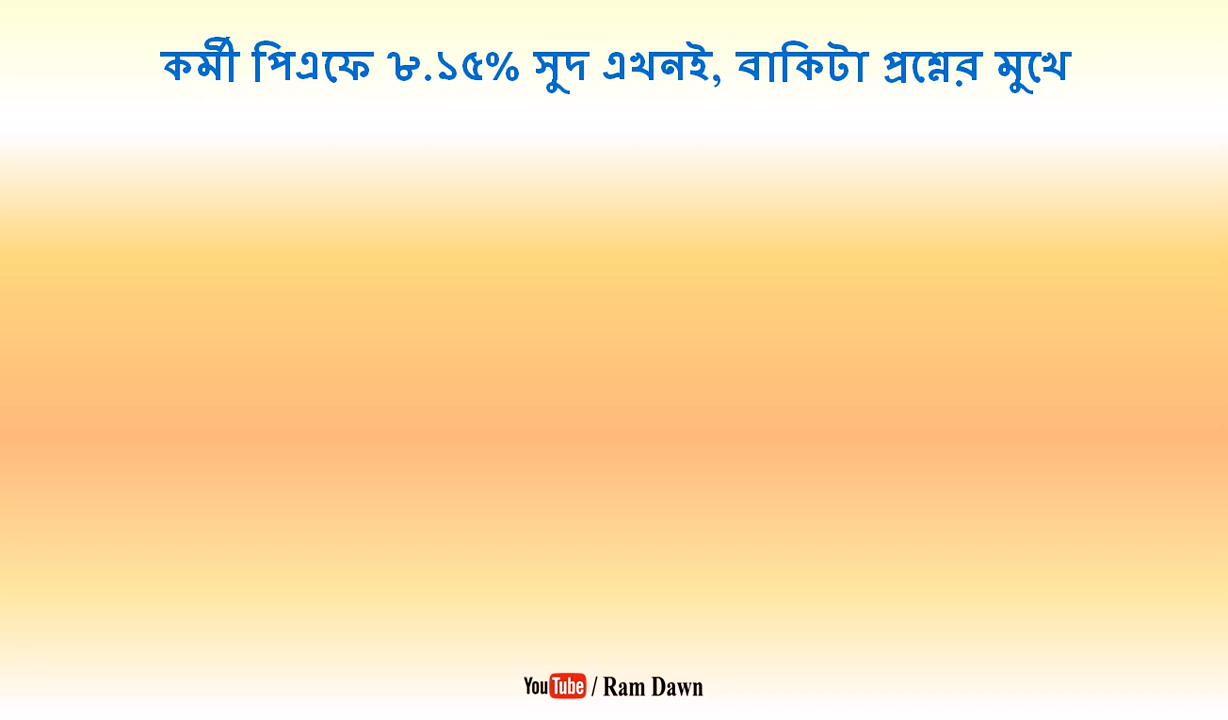 কর্মী পিএফে ৮.১৫% সুদ এখনই, বাকিটা প্রশ্নের মুখে
YouTube / Ram Dawn